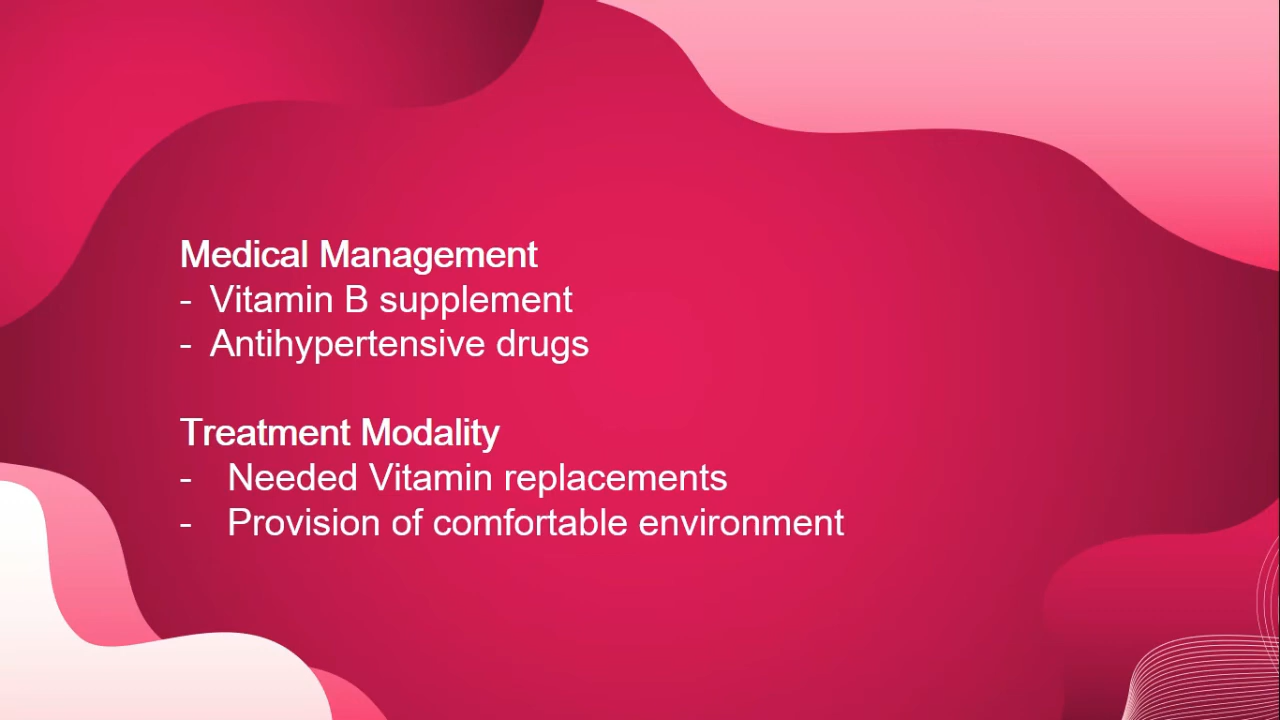 Medical Management
- Vitamin B supplement
- Antihypertensive drugs
Treatment Modality
- Needed Vitamin replacements
- Provision of comfortable environment